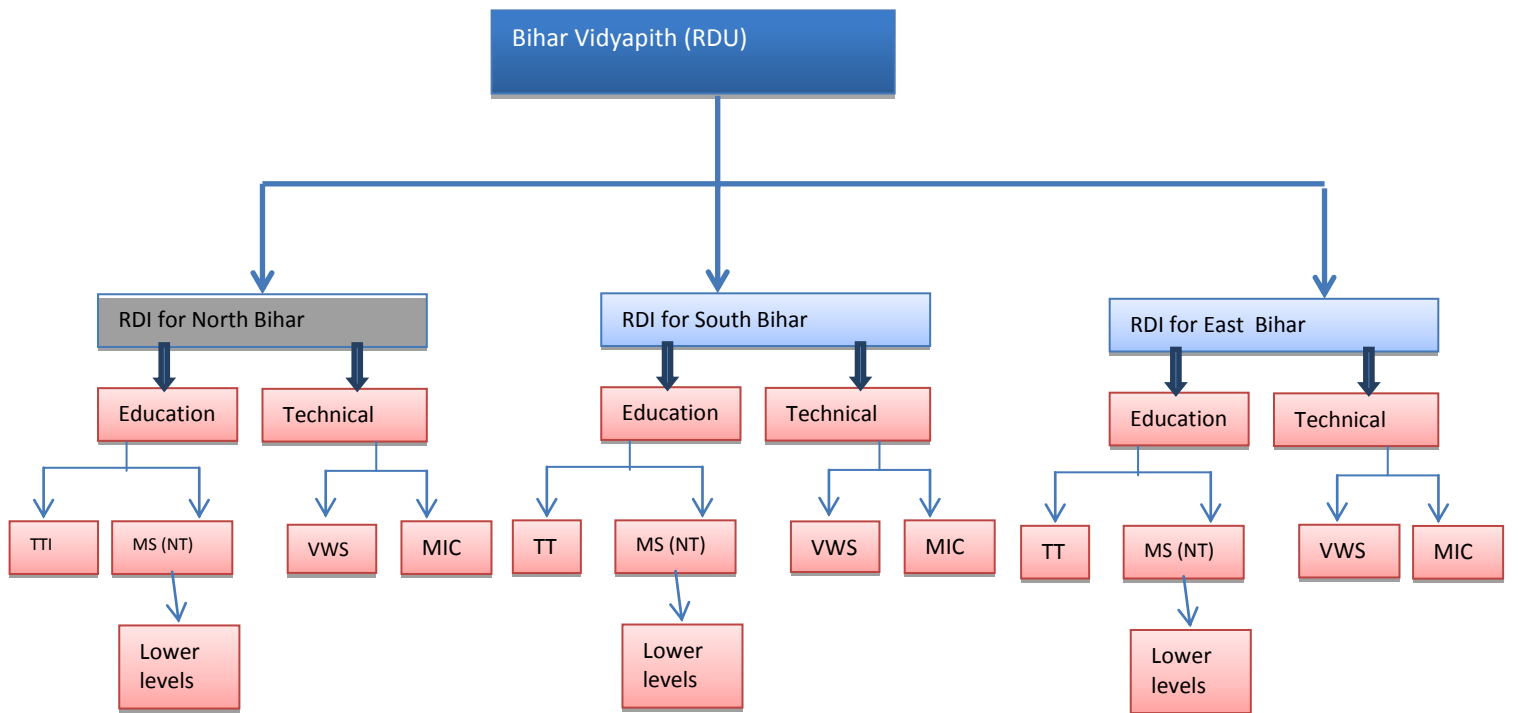 Bihar Vidyapith (RDU)
RDI for North Bihar
RDI for South Bihar
RDI for East Bihar
Education
Technical
Education
Technical
Education
Technical
TTI
MS (NT)
VWS
MIC
TT
MS (NT)
VWS
MIC
TT
MS (NT)
VWS
MIC
Lower
levels
Lower
levels
Lower
levels